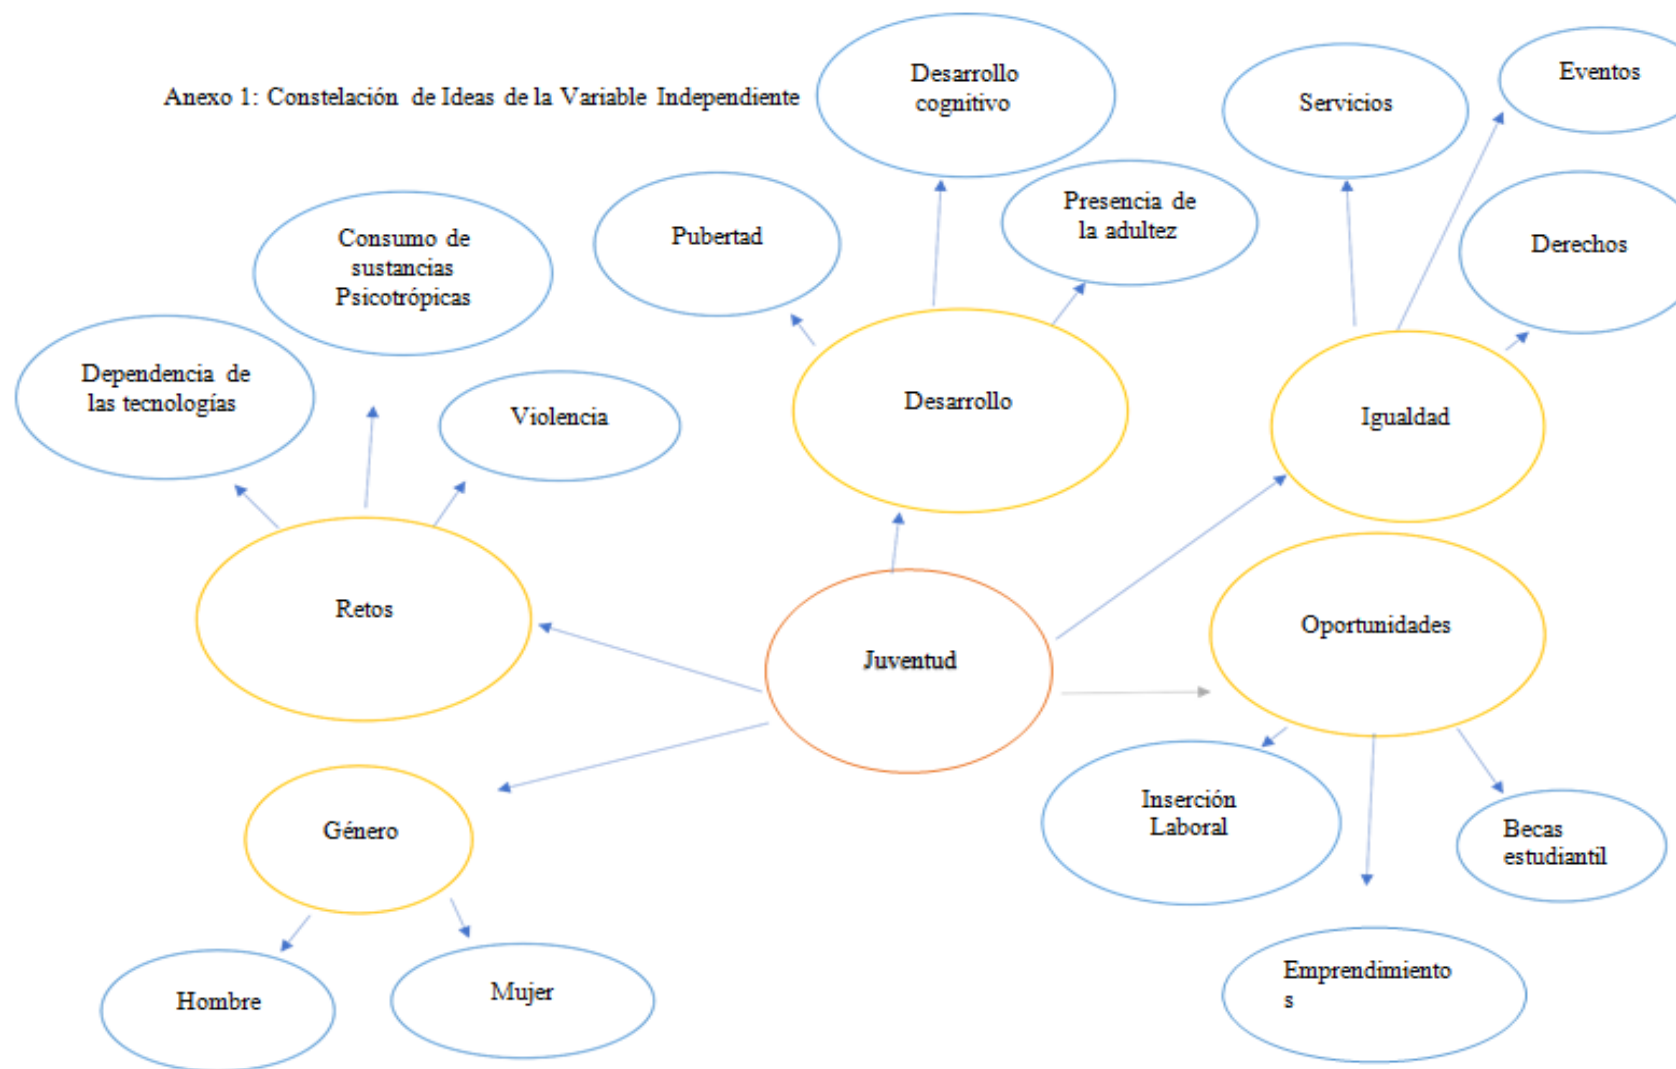 Anexo 1: Constelación de Ideas de la Variable Independiente
Desarrollo
cognitivo
Servicios
Eventos
Pubertad
Presencia de
la adultez
Derechos
Consumo de
sustancias
Psicotrópicas
Dependencia de
las tecnologías
Violencia
Desarrollo
Igualdad
Retos
Juventud
Oportunidades
Género
Inserción
Laboral
Becas
estudiantil
Hombre
Mujer
Emprendimiento
s